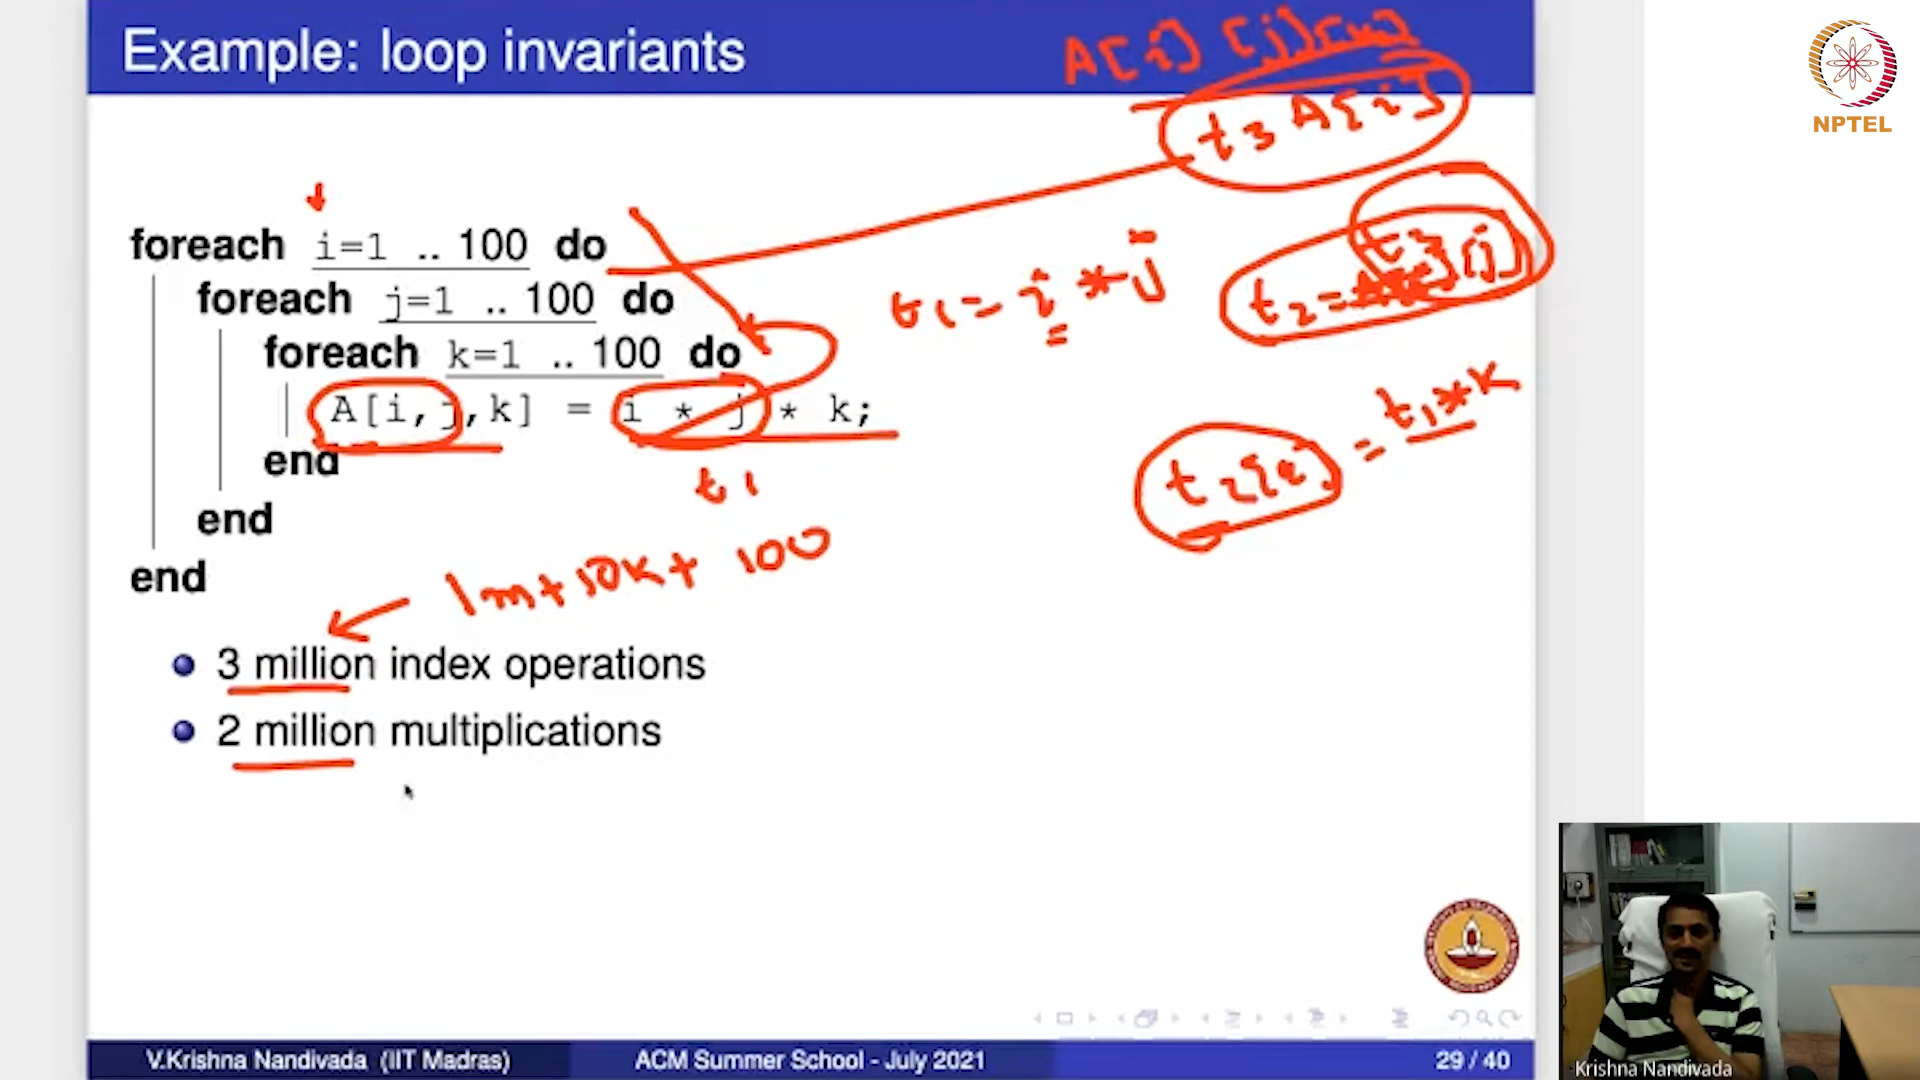 Example: loop invariants
A[i] [j][k]
t3 A[i]
NPTEL
foreach i=1 .. 100 do
foreach j=1 .. 100 do
foreach k=1 .. 100 do
A[i,j,k] = i * j * k;
end
end
end
t1 = i * j
t2 = [j]
t1
t2[k] = t1 * k
1m+10k+ 100
3 million index operations
2 million multiplications
V.Krishna Nandivada (IIT Madras)
ACM Summer School - July 2021
29 / 40
Krishna Nandivada